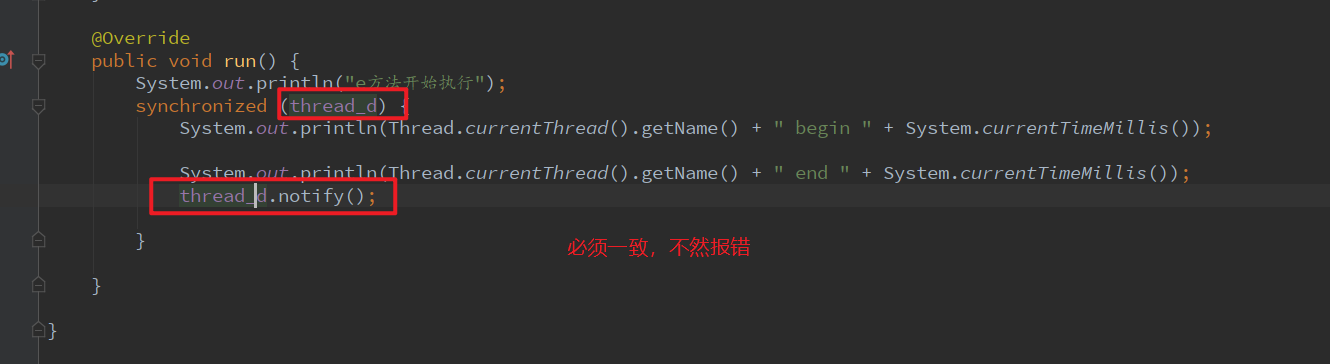 @Override
public void run() {
System.out.println("e方法开始执行");
synchronized (thread_d) {
System.out.println(Thread.currentThread().getName() + " begin " + System.currentTimeMillis());
System.out.println(Thread.currentThread().getName() + " end " + System.currentTimeMillis());
thread_d.notify();
}
必须一致，不然报错
}
}